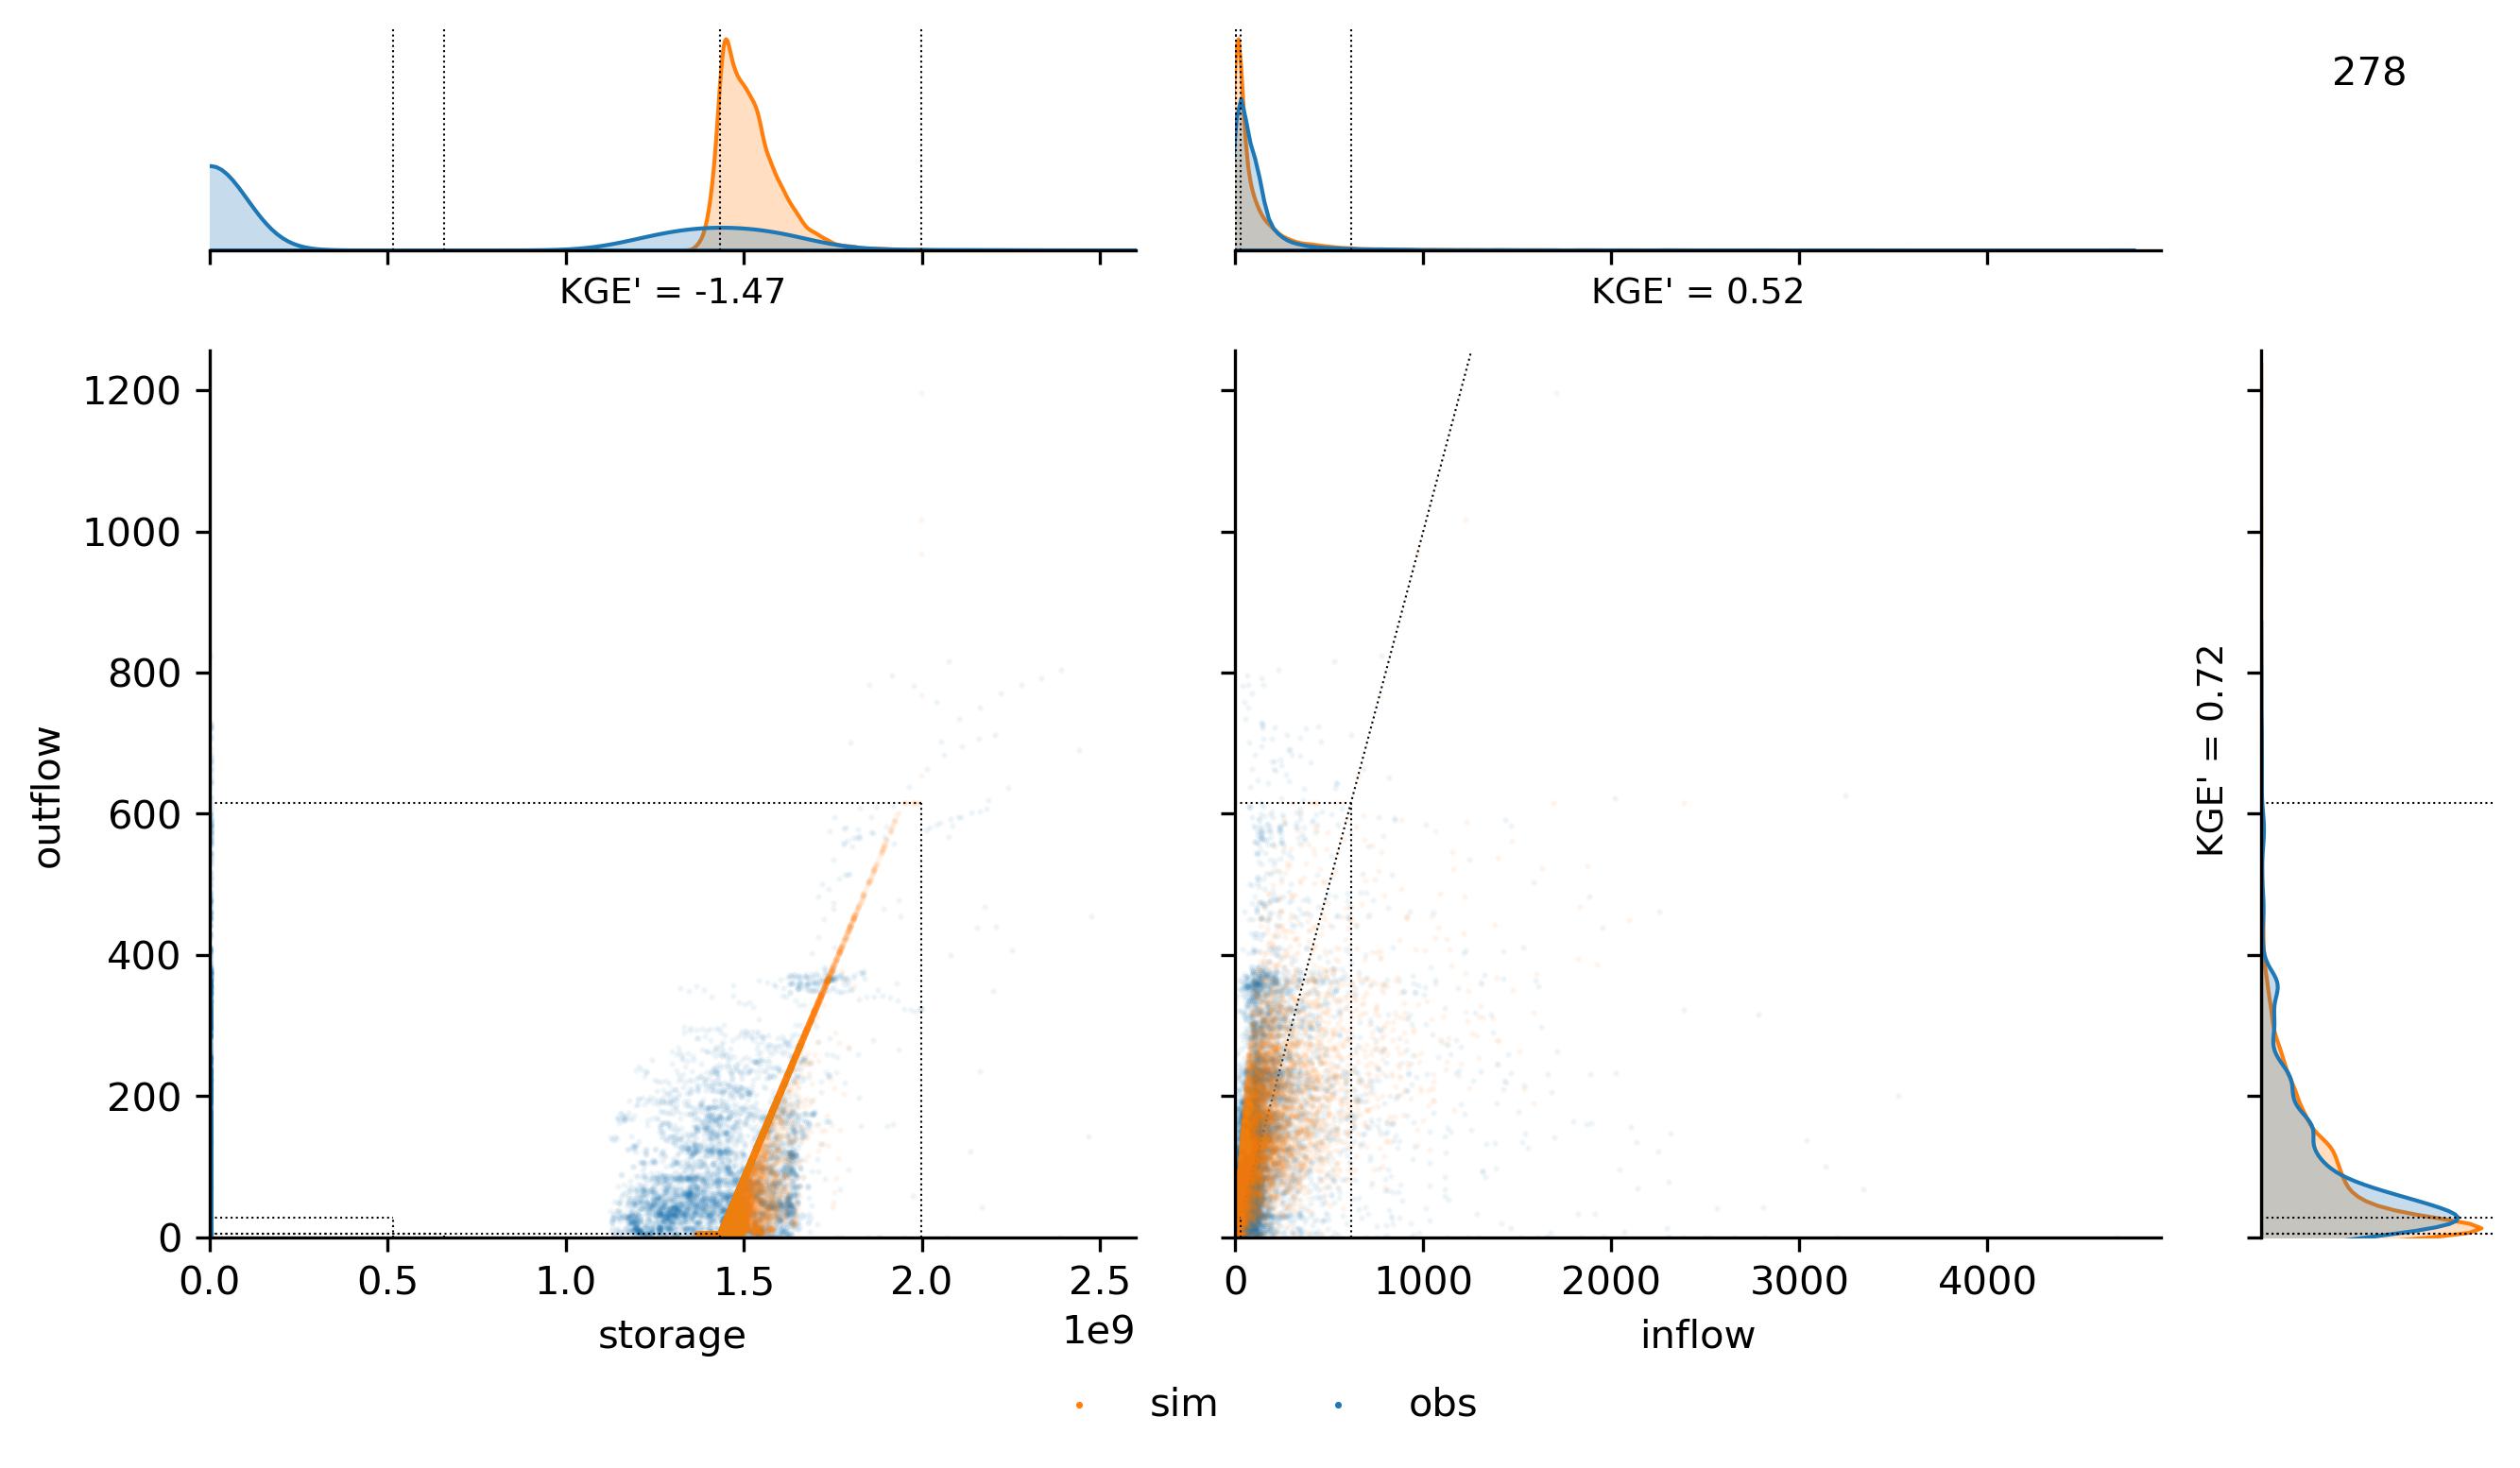 278
KGE' = -1.47
KGE' = 0.52
1200
1000
800
600
400
200
0
outflow
KGE' = 0.72
0.0 0.5 1.0 1.5 2.0 2.5
1e9
storage
0 1000 2000 3000 4000
inflow
sim obs